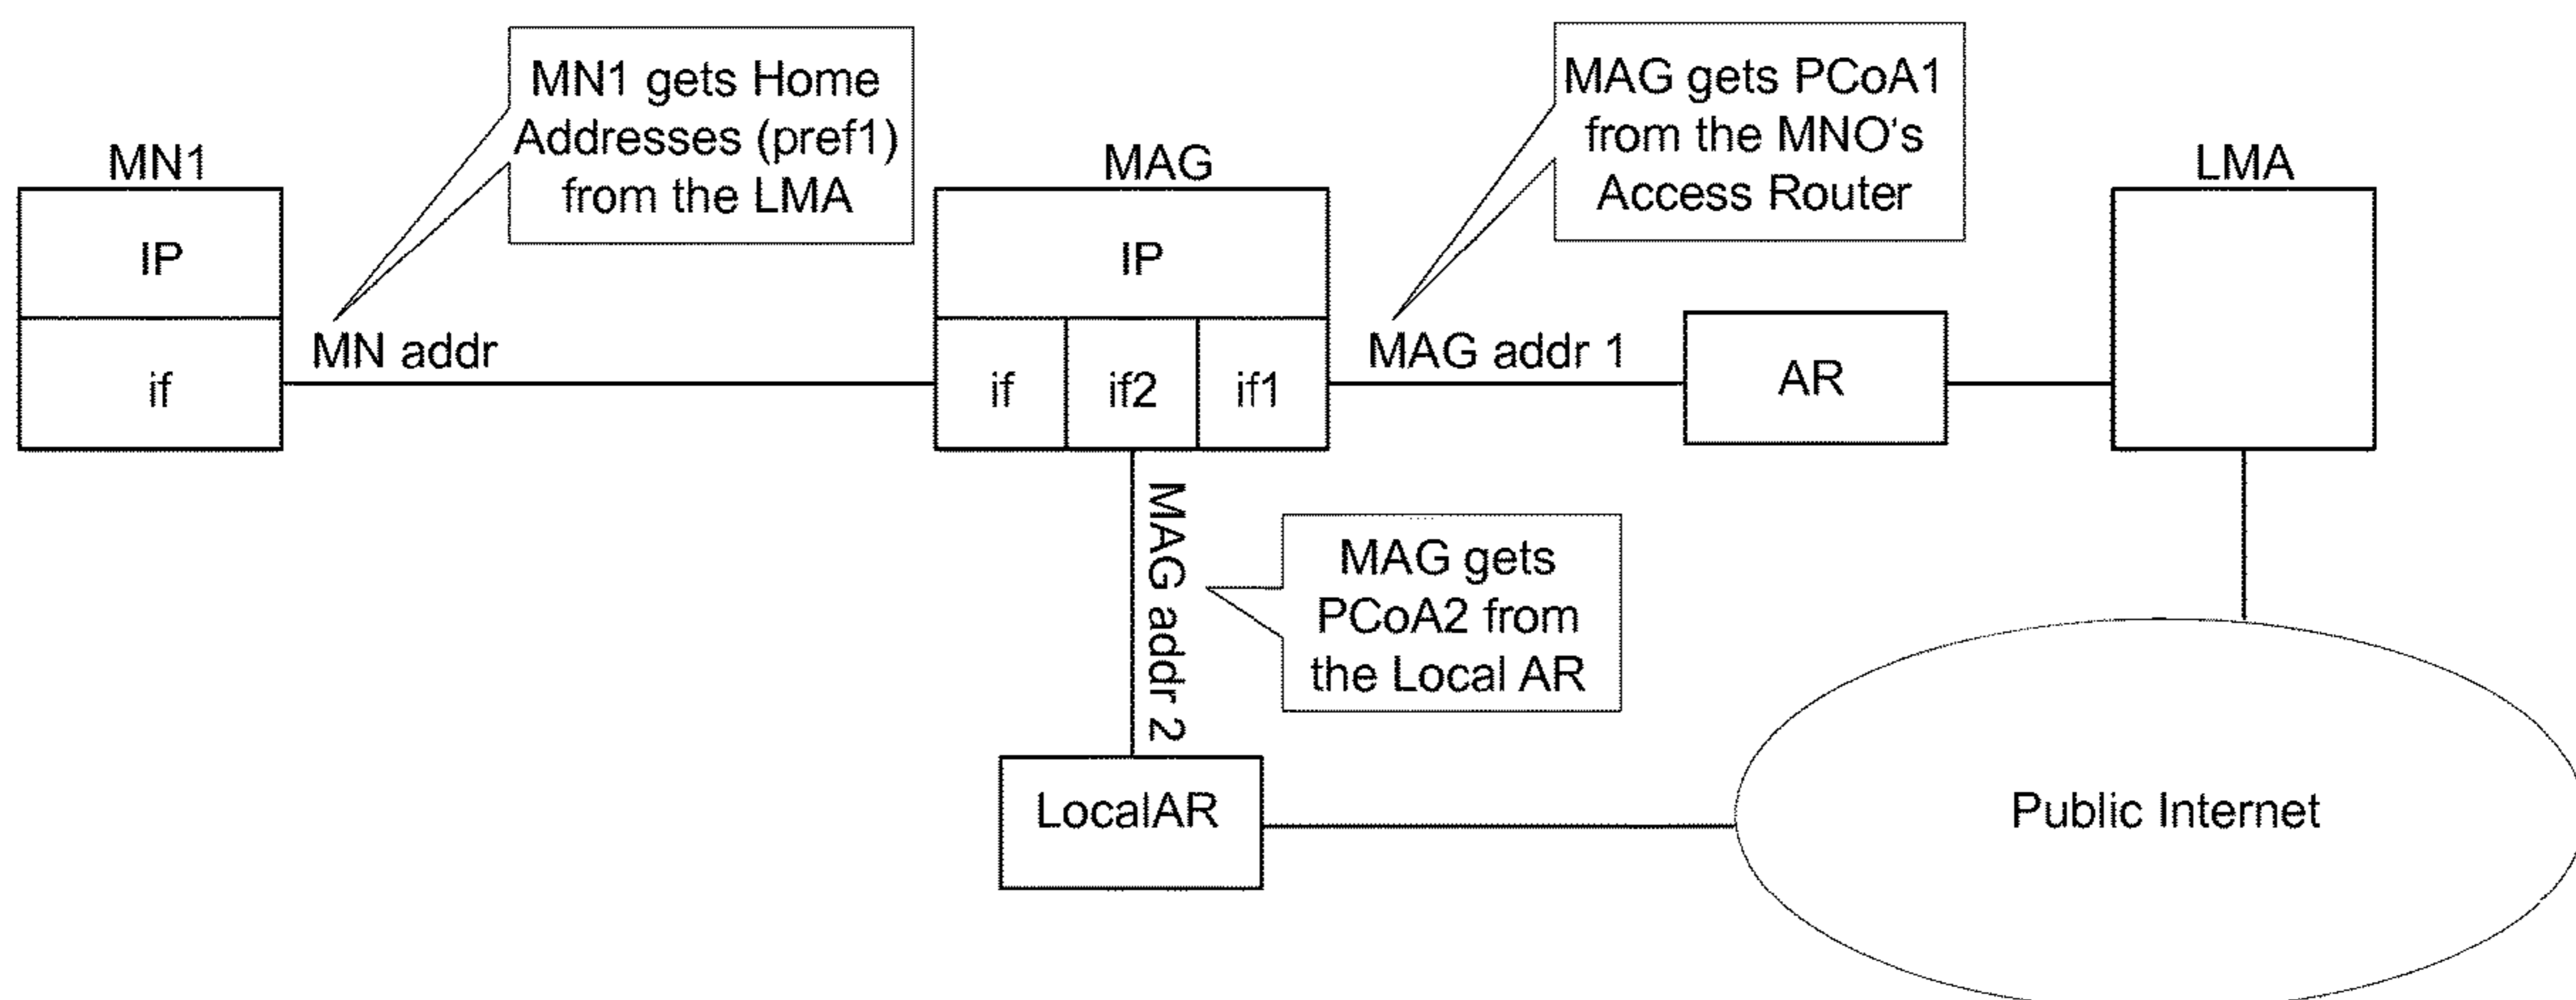 MN1 gets Home
Addresses (pref1)
from the LMA
MAG gets PCoA1
from the MNO's
Access Router
MN1
MAG
LMA
IP
IP
MN addr
MAG addr 1
if
if
if2
if1
AR
MAG addr 2
MAG gets
PCoA2 from
the Local AR
LocalAR
Public Internet